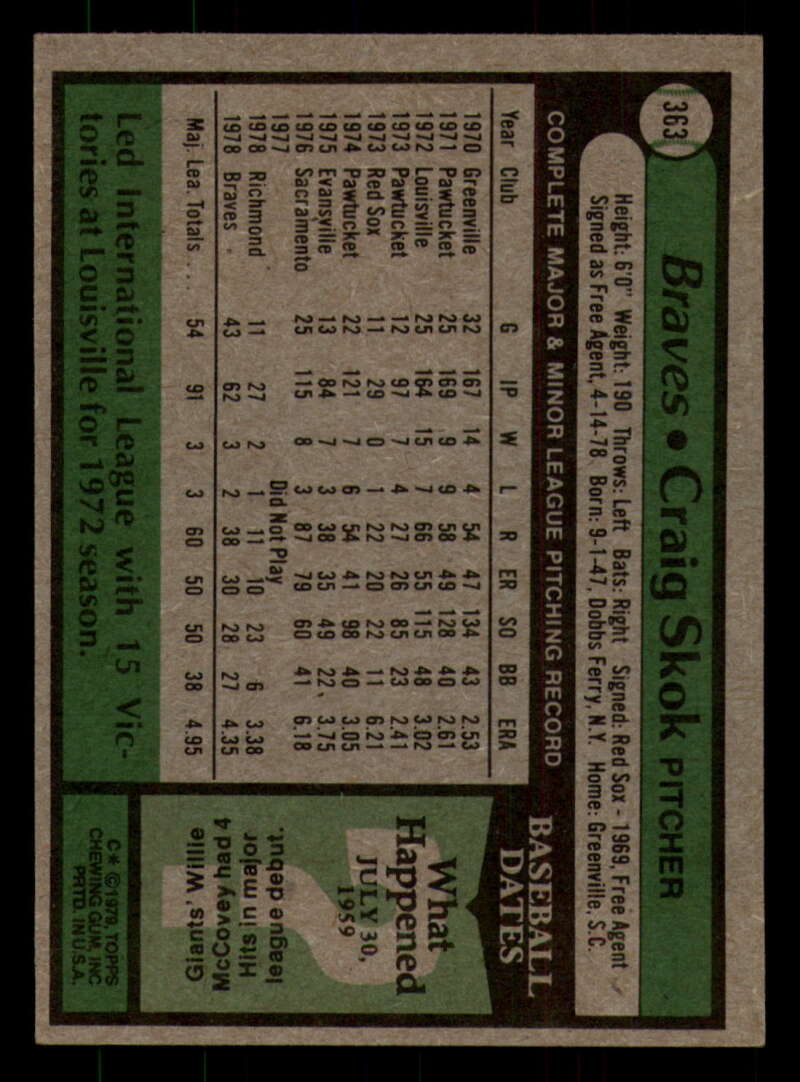 363
Braves • Craig Skok PITCHER
Height: 6'0" Weight: 190 Throws: Left Bats: Right Signed: Red Sox - 1969, Free Agent
Signed as Free Agent, 4-14-78 Born: 9-1-47, Dobbs Ferry, N.Y. Home: Greenville, S.C.
COMPLETE MAJOR & MINOR LEAGUE PITCHING RECORD
Year Club G IP W L R ER SO BB ERA
1970 Greenville 32 167 14 4 54 47 134 43 2.53
1971 Pawtucket 25 169 9 9 58 49 128 40 2.61
1972 Louisville 25 164 15 7 66 55 115 48 3.02
1973 Pawtucket 12 97 7 4 27 26 85 23 2.41
1973 Red Sox 11 29 0 1 22 20 22 11 6.21
1974 Pawtucket 22 121 7 6 54 41 98 40 3.05
1975 Evansville 13 84 7 3 38 35 49 22 3.75
1976 Sacramento 25 115 8 3 87 79 60 41 6.18
1977 Did Not Play
1978 Richmond 11 27 2 1 11 10 23 6 3.38
1978 Braves 43 62 3 2 38 30 28 27 4.35
Maj. Lea. Totals . . . 54 91 3 3 60 50 50 38 4.95
Led International League with 15 Vic-
tories at Louisville for 1972 season.
BASEBALL
DATES
What
Happened
JULY 30,
1959
Giants' Willie
McCovey had 4
Hits in major
league debut.
C* ©1979, TOPPS
CHEWING GUM, INC
PRTD. IN U.S.A.